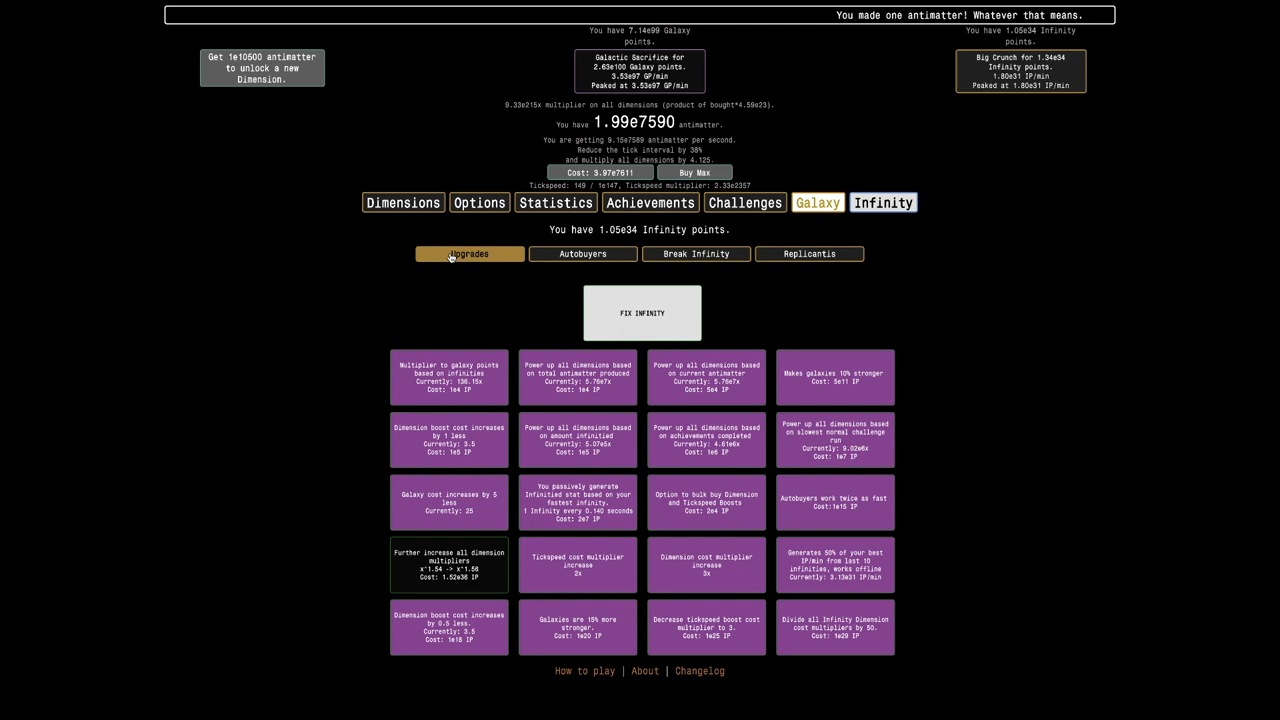 You made one antimatter! Whatever that means.
You have 7.14e99 Galaxy
points.
You have 1.05e34 Infinity
points.
Get 1e10500 antimatter
to unlock a new
Dimension.
Galactic Sacrifice for
2.63e100 Galaxy points.
3.53e97 GP/min
Peaked at 3.53e97 GP/min
Big Crunch for 1.34e34
Infinity points.
1.80e31 IP/min
Peaked at 1.80e31 IP/min
9.33e215x multiplier on all dimensions (product of bought*4.59e23).
You have 1.99e7590 antimatter.
You are getting 9.15e7589 antimatter per second.
Reduce the tick interval by 38%
and multiply all dimensions by 4.125.
Cost: 3.97e7611
Buy Max
Tickspeed: 149 / 1e147, Tickspeed multiplier: 2.33e2357
Dimensions
Options
Statistics
Achievements
Challenges
Galaxy
Infinity
You have 1.05e34 Infinity points.
Upgrades
Autobuyers
Break Infinity
Replicantis
FIX INFINITY
Multiplier to galaxy points
based on infinities
Currently: 136.15x
Cost: 1e4 IP
Power up all dimensions based
on total antimatter produced
Currently: 5.76e7x
Cost: 1e4 IP
Power up all dimensions based
on current antimatter
Currently: 5.76e7x
Cost: 5e4 IP
Makes galaxies 10% stronger
Cost: 5e11 IP
Dimension boost cost increases
by 1 less
Currently: 3.5
Cost: 1e5 IP
Power up all dimensions based
on amount infinitied
Currently: 5.07e5x
Cost: 1e5 IP
Power up all dimensions based
on achievements completed
Currently: 4.61e6x
Cost: 1e6 IP
Power up all dimensions based
on slowest normal challenge
run
Currently: 9.02e6x
Cost: 1e7 IP
Galaxy cost increases by 5
less
Currently: 25
You passively generate
Infinitied stat based on your
fastest infinity.
1 Infinity every 0.140 seconds
Cost: 2e7 IP
Option to bulk buy Dimension
and Tickspeed Boosts
Cost: 2e4 IP
Autobuyers work twice as fast
Cost:1e15 IP
Further increase all dimension
multipliers
x^1.54 -> x^1.56
Cost: 1.52e36 IP
Tickspeed cost multiplier
increase
2x
Dimension cost multiplier
increase
3x
Generates 50% of your best
IP/min from last 10
infinities, works offline
Currently: 3.13e31 IP/min
Dimension boost cost increases
by 0.5 less.
Currently: 3.5
Cost: 1e18 IP
Galaxies are 15% more
stronger.
Cost: 1e20 IP
Decrease tickspeed boost cost
multiplier to 3.
Cost: 1e25 IP
Divide all Infinity Dimension
cost multipliers by 50.
Cost: 1e29 IP
How to play | About | Changelog